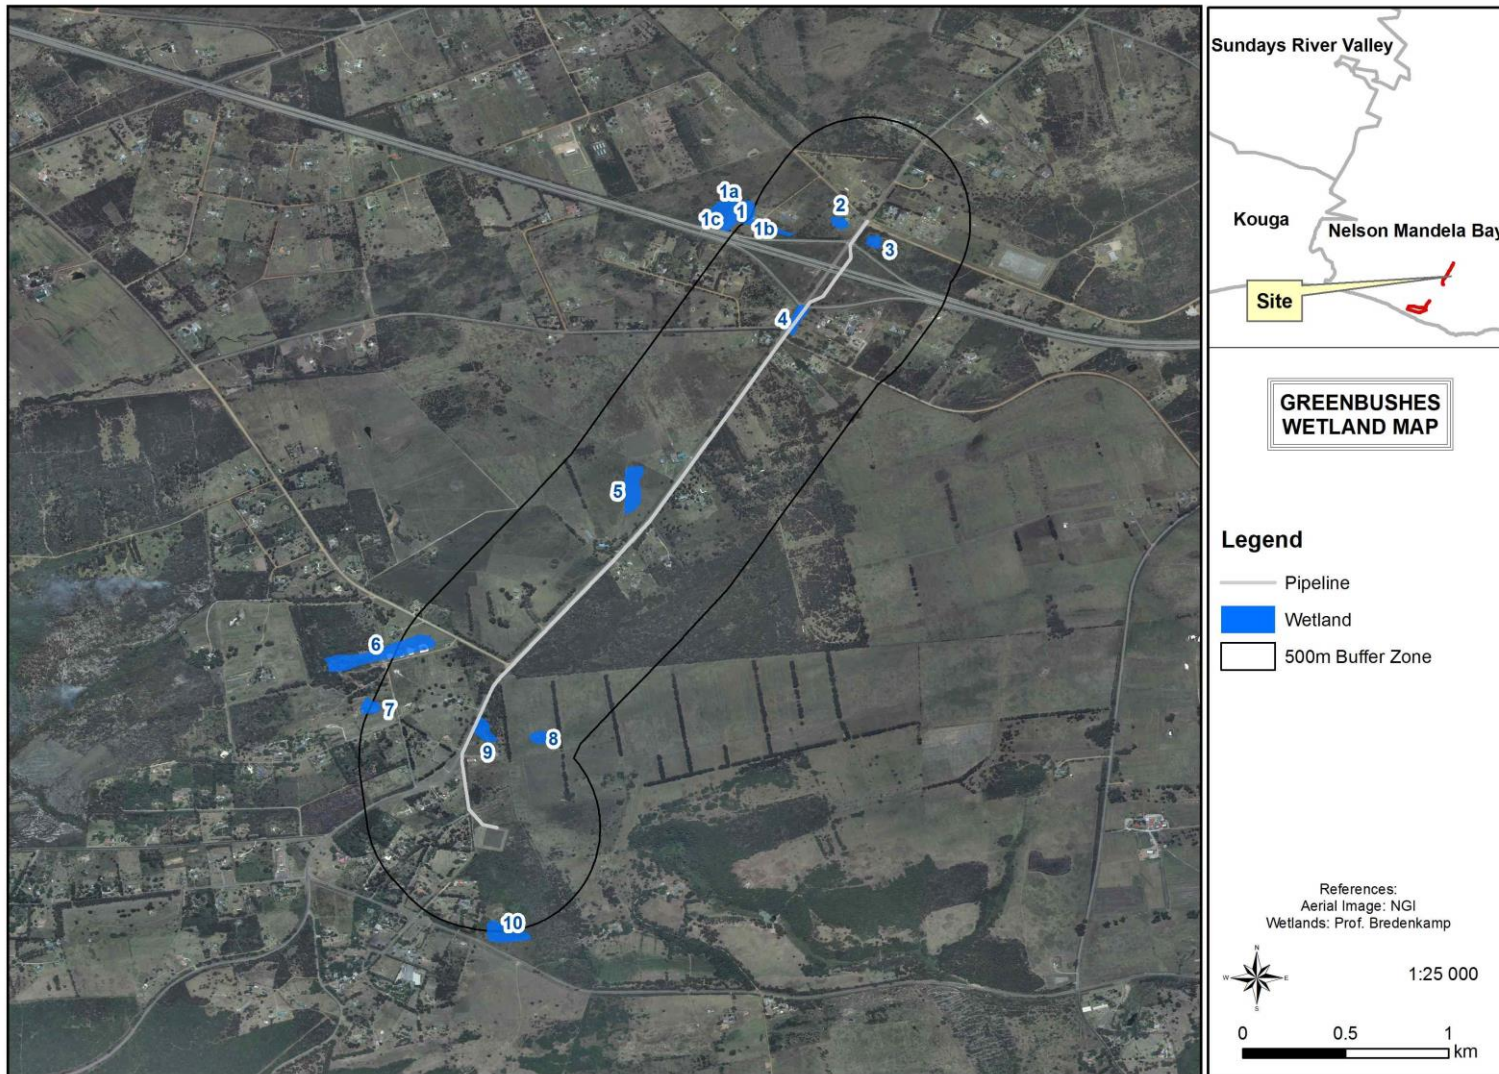 1a
1
1c
1b
2
3
4
5
6
7
9
8
10
Sundays River Valley
Kouga
Nelson Mandela Bay
Site
GREENBUSHES
WETLAND MAP
Legend
Pipeline
Wetland
500m Buffer Zone
References:
Aerial Image: NGI
Wetlands: Prof. Bredenkamp
N
W
E
S
1:25 000
0 0.5 1
km